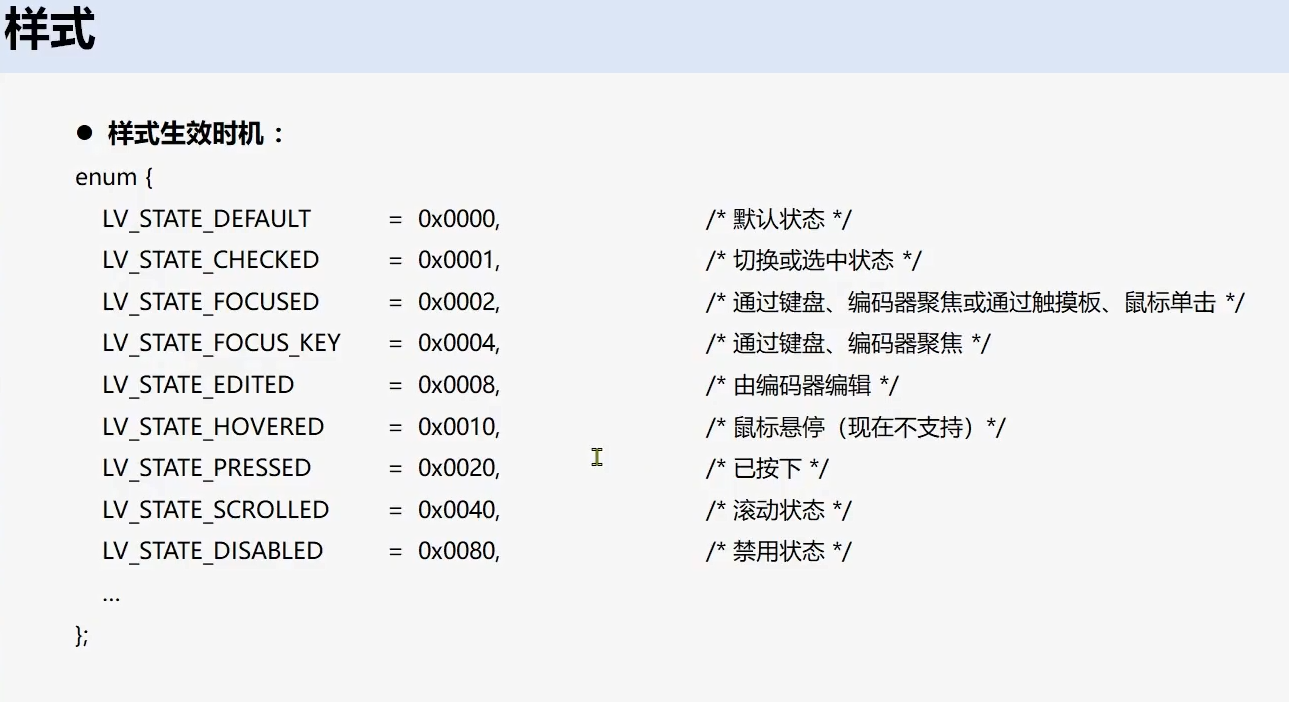 样式
● 样式生效时机：
enum {
LV_STATE_DEFAULT = 0x0000, /* 默认状态 */
LV_STATE_CHECKED = 0x0001, /* 切换或选中状态 */
LV_STATE_FOCUSED = 0x0002, /* 通过键盘、编码器聚焦或通过触摸板、鼠标单击 */
LV_STATE_FOCUS_KEY = 0x0004, /* 通过键盘、编码器聚焦 */
LV_STATE_EDITED = 0x0008, /* 由编码器编辑 */
LV_STATE_HOVERED = 0x0010, /* 鼠标悬停（现在不支持）*/
LV_STATE_PRESSED = 0x0020, /* 已按下 */
LV_STATE_SCROLLED = 0x0040, /* 滚动状态 */
LV_STATE_DISABLED = 0x0080, /* 禁用状态 */
...
};